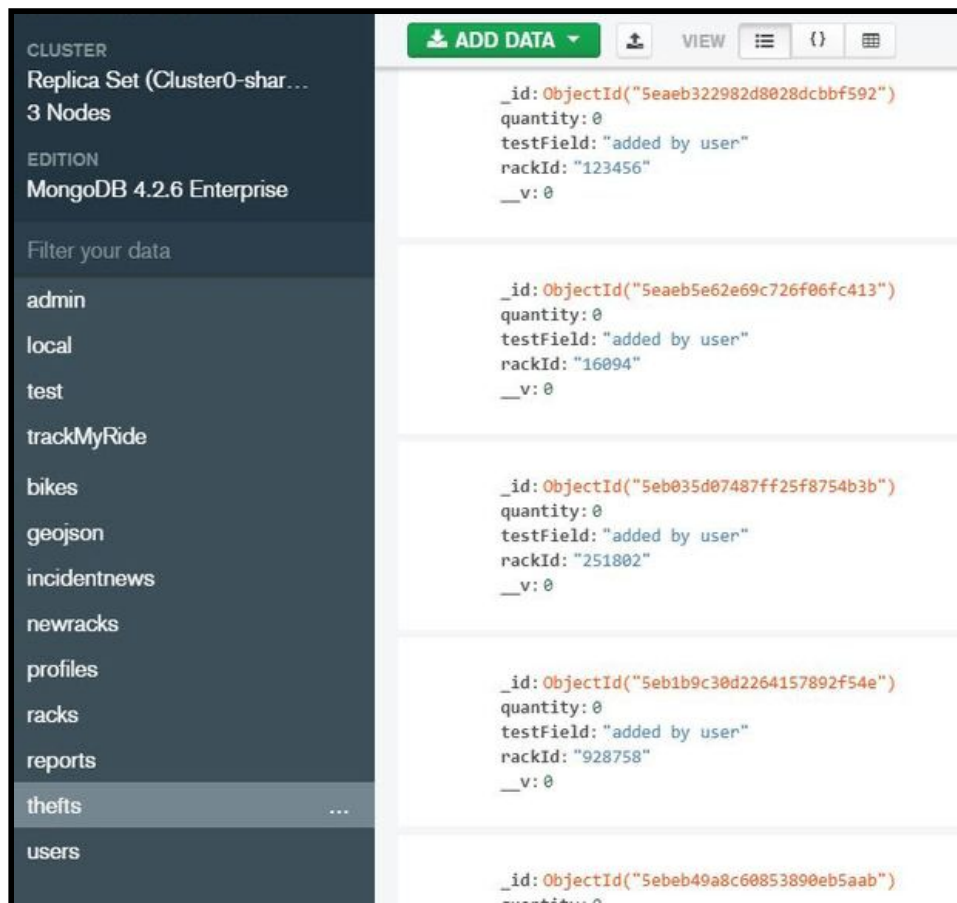 CLUSTER
Replica Set (Cluster0-shar...
3 Nodes
EDITION
MongoDB 4.2.6 Enterprise
Filter your data
admin
local
test
trackMyRide
bikes
geojson
incidentnews
newracks
profiles
racks
reports
thefts ...
users
ADD DATA VIEW {}
_id: ObjectId("5eaeb322982d8028dcbbf592")
quantity: 0
testField: "added by user"
rackId: "123456"
__v: 0
_id: ObjectId("5eaeb5e62e69c726f06fc413")
quantity: 0
testField: "added by user"
rackId: "16094"
__v: 0
_id: ObjectId("5eb035d07487ff25f8754b3b")
quantity: 0
testField: "added by user"
rackId: "251802"
__v: 0
_id: ObjectId("5eb1b9c30d2264157892f54e")
quantity: 0
testField: "added by user"
rackId: "928758"
__v: 0
_id: ObjectId("5ebeb49a8c60853890eb5aab")